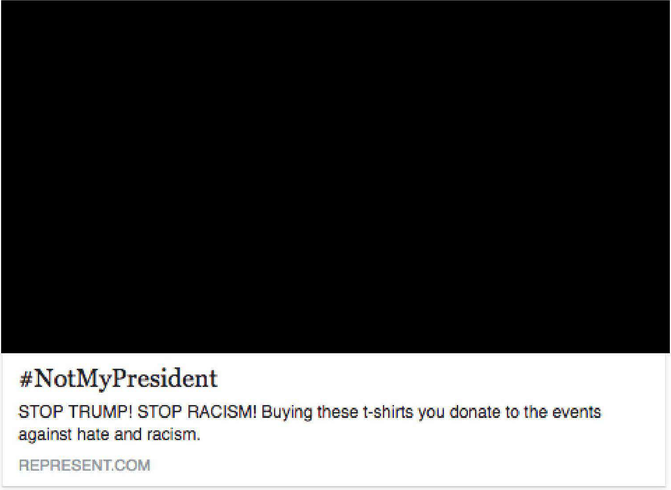 #NotMyPresident
STOP TRUMP! STOP RACISM! Buying these t-shirts you donate to the events
against hate and racism.
REPRESENT.COM